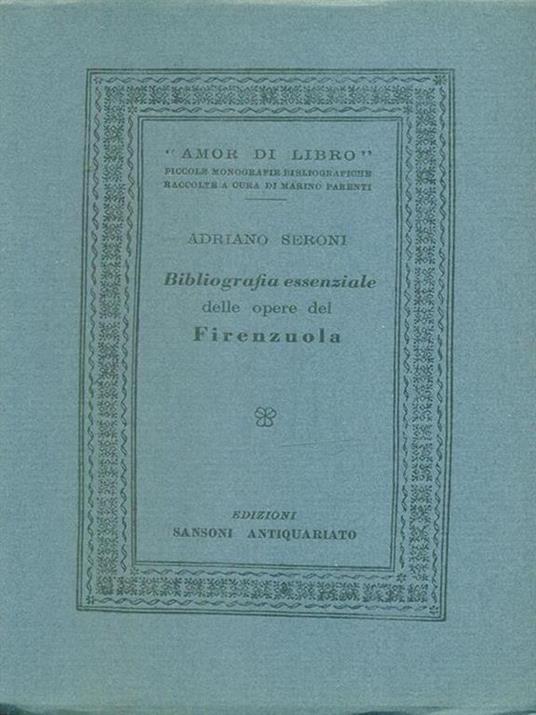 "AMOR DI LIBRO"
PICCOLE MONOGRAFIE BIBLIOGRAFICHE
RACCOLTE A CURA DI MARINO PARENTI
ADRIANO SERONI
Bibliografia essenziale
delle opere del
Firenzuola
EDIZIONI
SANSONI ANTIQUARIATO